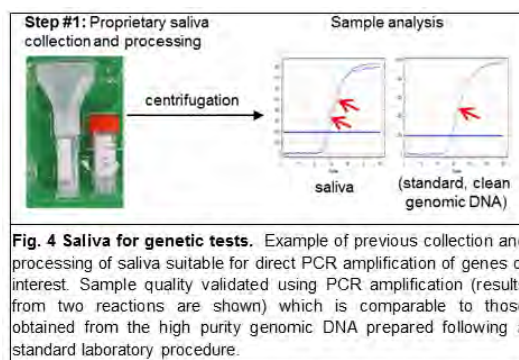 Step #1: Proprietary saliva
collection and processing
Sample analysis
centrifugation
saliva
(standard, clean
genomic DNA)
Fig. 4 Saliva for genetic tests. Example of previous collection and
processing of saliva suitable for direct PCR amplification of genes
interest. Sample quality validated using PCR amplification (results
from two reactions are shown) which is comparable to those
obtained from the high purity genomic DNA prepared following
standard laboratory procedure.